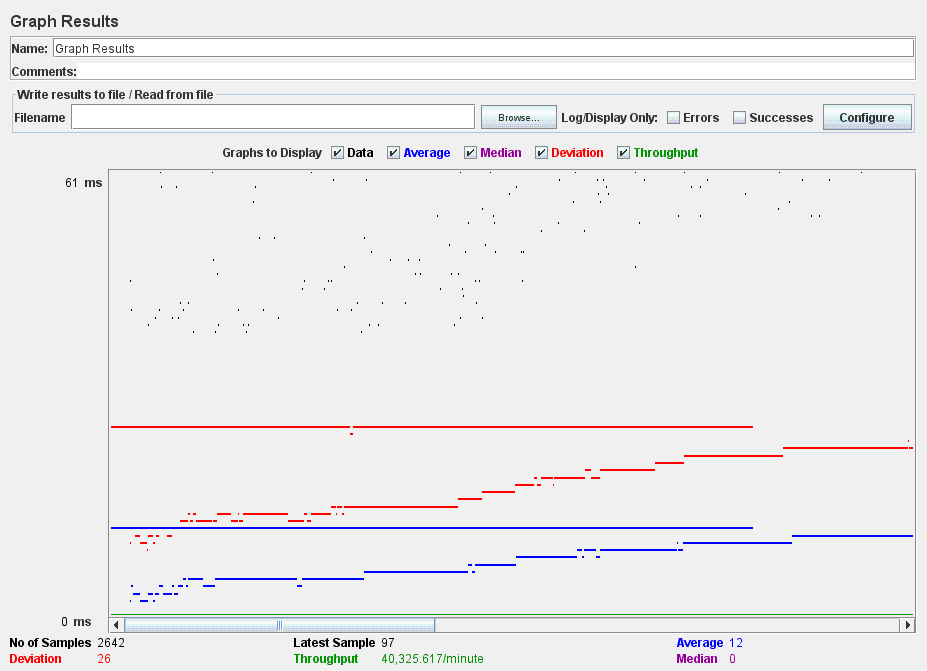 Graph Results
Name: Graph Results
Comments:
Write results to file / Read from file
Filename Browse... Log/Display Only: Errors Successes Configure
Graphs to Display Data Average Median Deviation Throughput
61 ms
0 ms
No of Samples 2642 Latest Sample 97 Average 12
Deviation 26 Throughput 40,325.617/minute Median 0